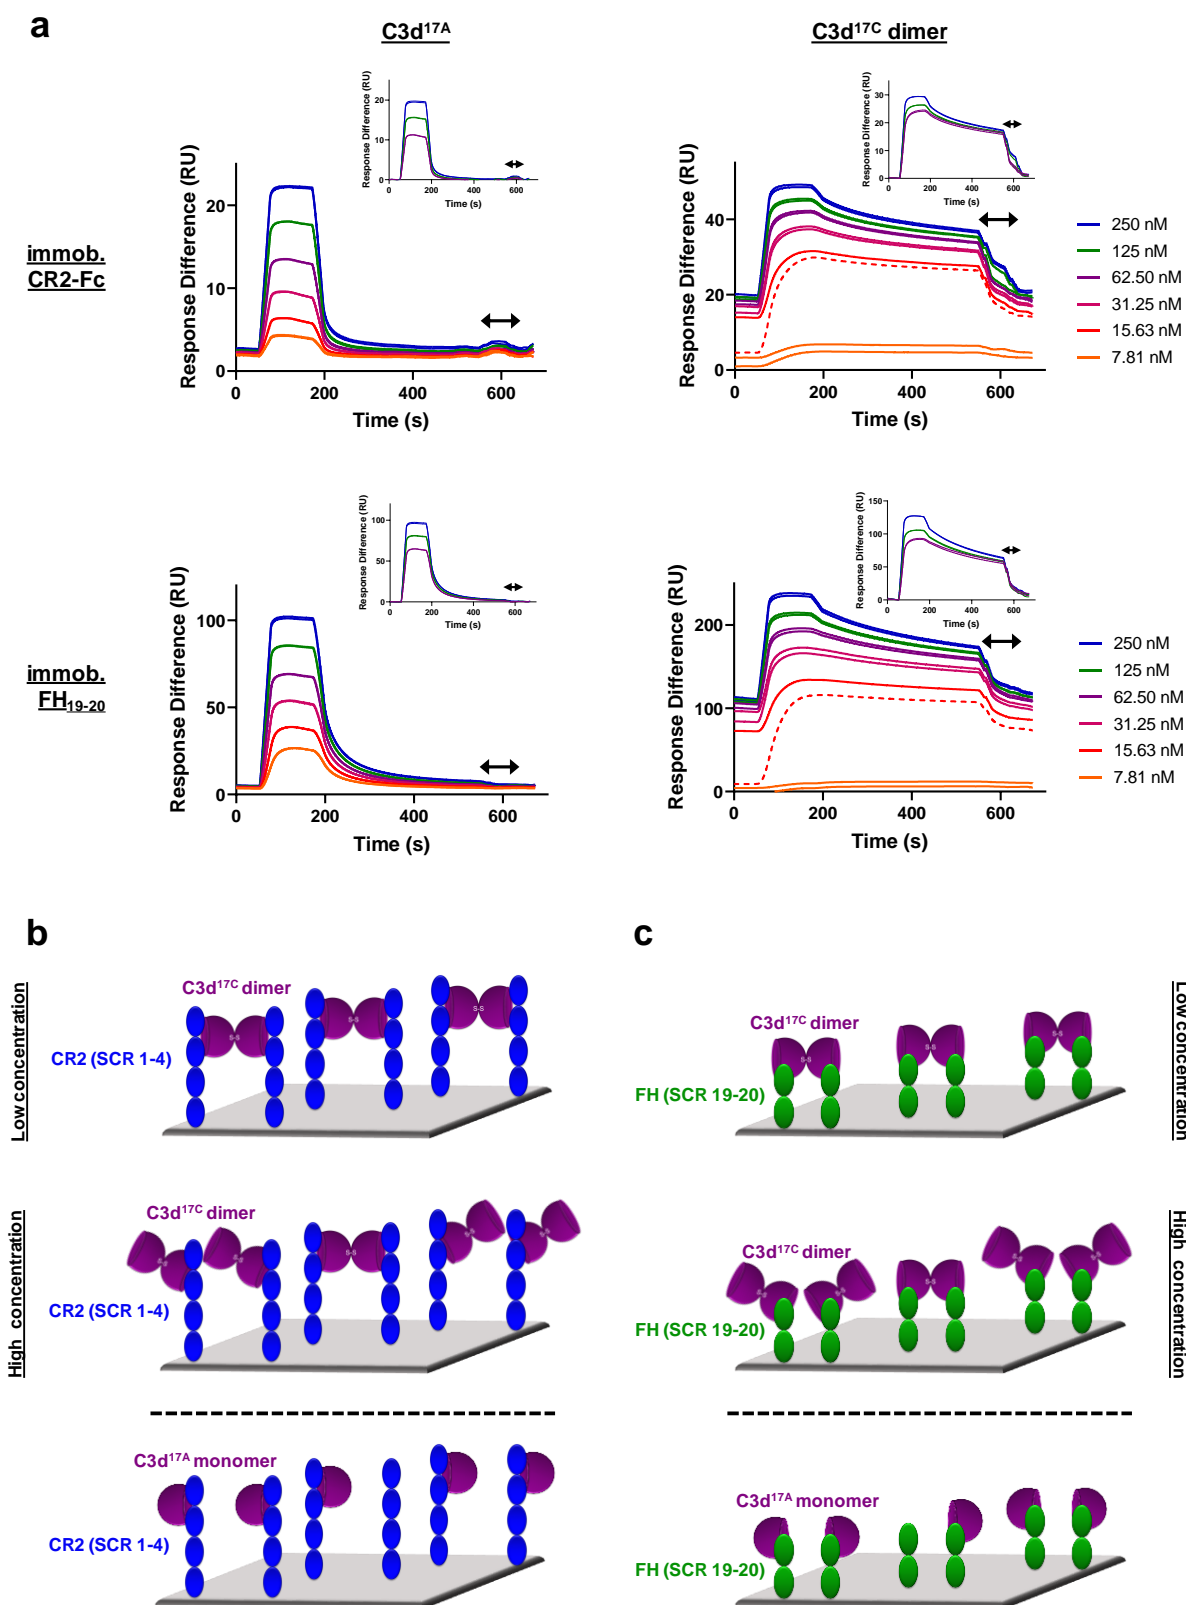 a
C3d17A
C3d17C dimer
immob.
CR2-Fc
Response Difference (RU)
20
10
0
0
200
400
600
Time (s)
Response Difference (RU)
20
10
0
0
200
400
600
Time (s)
Response Difference (RU)
40
20
0
0
200
400
600
Time (s)
Response Difference (RU)
30
20
10
0
0
200
400
600
Time (s)
250 nM
125 nM
62.50 nM
31.25 nM
15.63 nM
7.81 nM
immob.
FH19-20
Response Difference (RU)
100
50
0
0
200
400
600
Time (s)
Response Difference (RU)
100
50
0
0
200
400
600
Time (s)
Response Difference (RU)
200
100
0
0
200
400
600
Time (s)
Response Difference (RU)
150
100
50
0
0
200
400
600
Time (s)
250 nM
125 nM
62.50 nM
31.25 nM
15.63 nM
7.81 nM
b
Low concentration
C3d17C dimer
S-S
S-S
S-S
CR2 (SCR 1-4)
High concentration
C3d17C dimer
S-S
S-S
S-S
S-S
S-S
CR2 (SCR 1-4)
C3d17A monomer
CR2 (SCR 1-4)
c
Low concentration
C3d17C dimer
S-S
S-S
S-S
FH (SCR 19-20)
High concentration
C3d17C dimer
S-S
S-S
S-S
S-S
S-S
FH (SCR 19-20)
C3d17A monomer
FH (SCR 19-20)